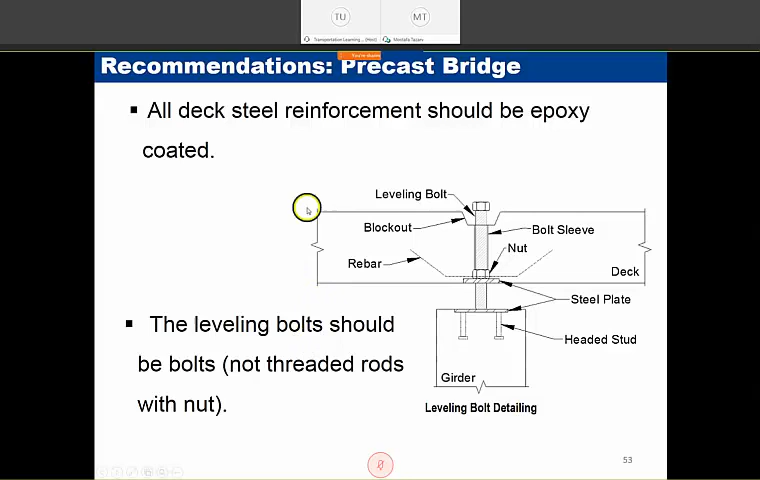 TU
MT
Transportation Learning ... (Host)
Mostafa Tazarv
Recommendations: Precast Bridge
▪ All deck steel reinforcement should be epoxy
coated.
Leveling Bolt
Blockout
Bolt Sleeve
Nut
Rebar
Deck
Steel Plate
▪ The leveling bolts should
be bolts (not threaded rods
with nut).
Headed Stud
Girder
Leveling Bolt Detailing
53